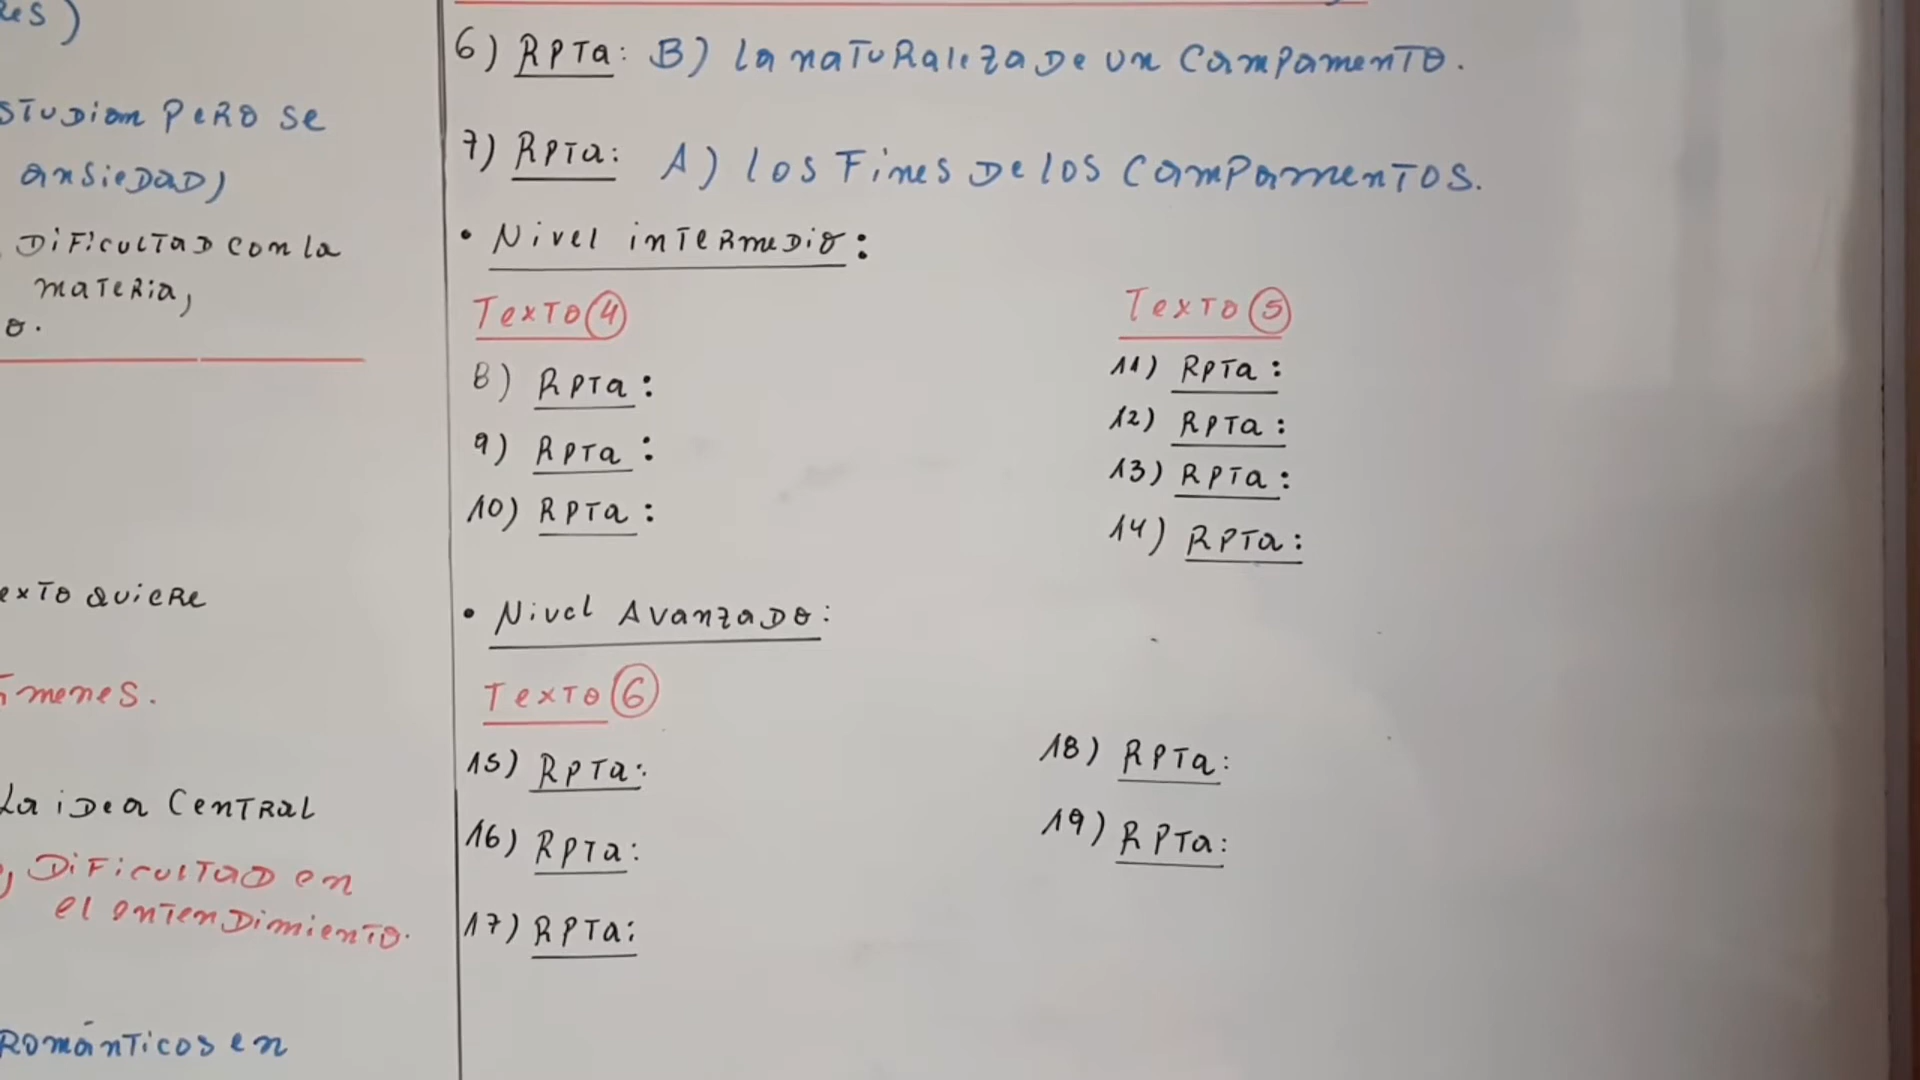 estudian pero se
ansiedad)
Dificultad con la
materia,
o.
texto quiere
La idea central
, Dificultad en
el entendimiento.
Románticos en
6) Rpta: B) la naturaleza de un campamento.
7) Rpta: A) los fines de los campamentos.
• Nivel intermedio:
Texto 4
8) Rpta:
9) Rpta:
10) Rpta:
Texto 5
11) Rpta:
12) Rpta:
13) Rpta:
14) Rpta:
• Nivel Avanzado:
Texto 6
15) Rpta:
16) Rpta:
17) Rpta:
18) Rpta:
19) Rpta: